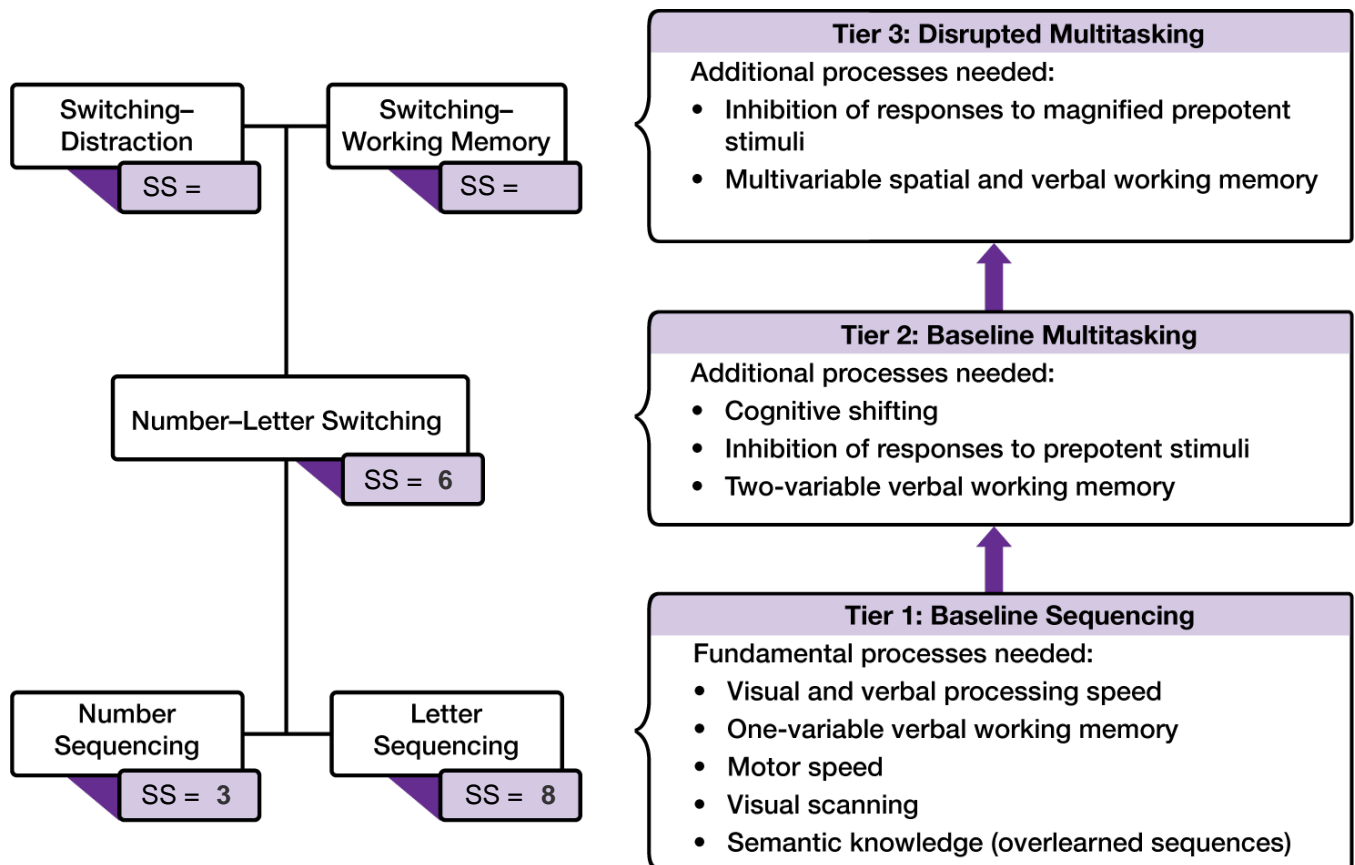 Switching–
Distraction
SS =
Switching–
Working Memory
SS =
Tier 3: Disrupted Multitasking
Additional processes needed:
• Inhibition of responses to magnified prepotent
stimuli
• Multivariable spatial and verbal working memory
Number–Letter Switching
SS = 6
Tier 2: Baseline Multitasking
Additional processes needed:
• Cognitive shifting
• Inhibition of responses to prepotent stimuli
• Two-variable verbal working memory
Number
Sequencing
SS = 3
Letter
Sequencing
SS = 8
Tier 1: Baseline Sequencing
Fundamental processes needed:
• Visual and verbal processing speed
• One-variable verbal working memory
• Motor speed
• Visual scanning
• Semantic knowledge (overlearned sequences)